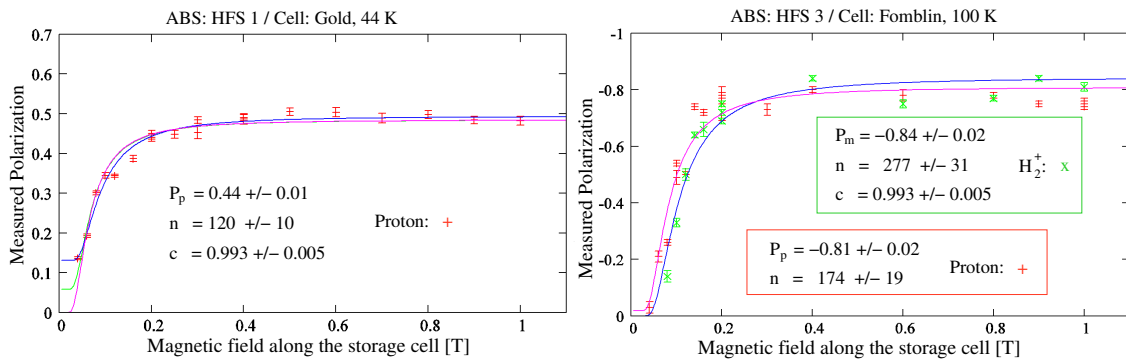 ABS: HFS 1 / Cell: Gold, 44 K
0.7
0.6
0.5
0.4
0.3
0.2
0.1
0
Measured Polarization
P_p = 0.44 +/− 0.01
n = 120 +/− 10
c = 0.993 +/− 0.005
Proton: +
0 0.2 0.4 0.6 0.8 1
Magnetic field along the storage cell [T]
ABS: HFS 3 / Cell: Fomblin, 100 K
-1
-0.8
-0.6
-0.4
-0.2
0
Measured Polarization
P_m = −0.84 +/− 0.02
n = 277 +/− 31
H_2^+: x
c = 0.993 +/− 0.005
P_p = −0.81 +/− 0.02
n = 174 +/− 19
Proton: +
0 0.2 0.4 0.6 0.8 1
Magnetic field along the storage cell [T]